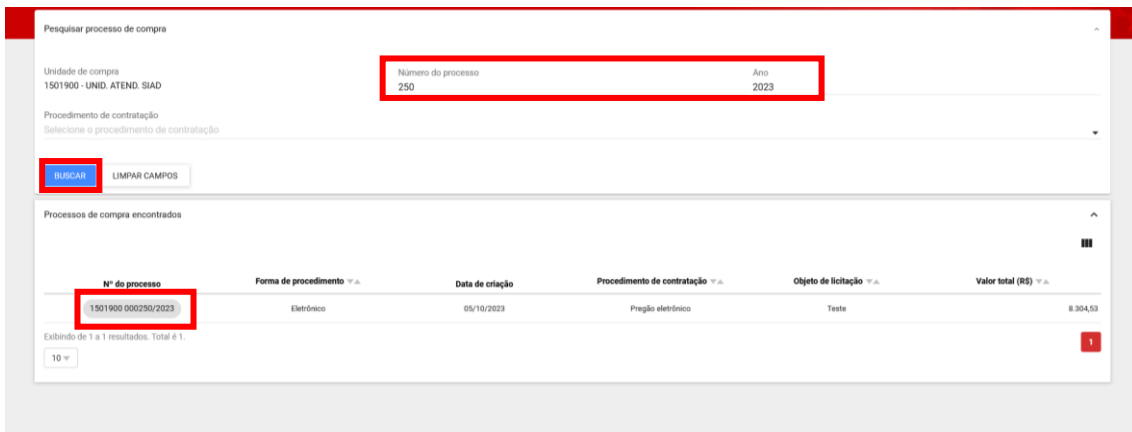 Pesquisar processo de compra
Unidade de compra
1501900 - UNID. ATEND. SIAD
Número do processo
250
Ano
2023
Procedimento de contratação
Selecione o procedimento de contratação
BUSCAR LIMPAR CAMPOS
Processos de compra encontrados
Nº do processo Forma de procedimento Data de criação Procedimento de contratação Objeto de licitação Valor total (R$)
1501900 000250/2023 Eletrônico 05/10/2023 Pregão eletrônico Teste 8.304,53
Exibindo de 1 a 1 resultados. Total é 1.
10
1